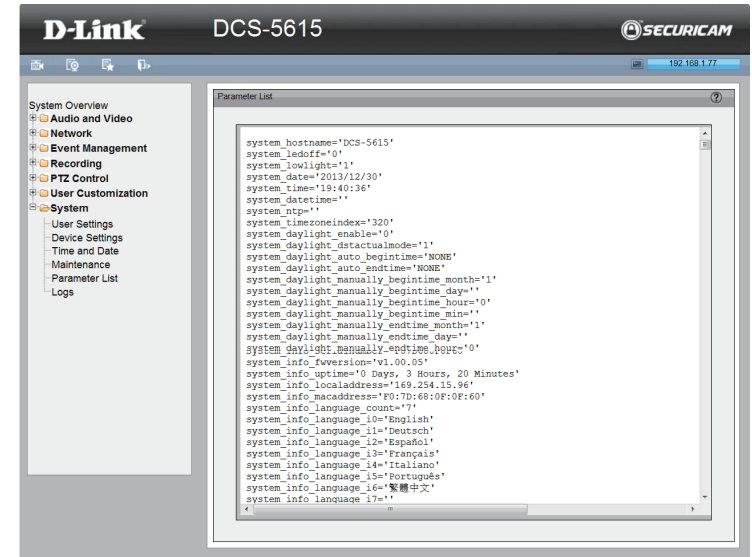 D-Link
DCS-5615
SECURICAM
192.168.1.77
System Overview
Audio and Video
Network
Event Management
Recording
PTZ Control
User Customization
System
User Settings
Device Settings
Time and Date
Maintenance
Parameter List
Logs
Parameter List
?
system_hostname='DCS-5615'
system_ledoff='0'
system_lowlight='1'
system_date='2013/12/30'
system_time='19:40:36'
system_datetime=''
system_ntp=''
system_timezoneindex='320'
system_daylight_enable='0'
system_daylight_dstactualmode='1'
system_daylight_auto_begintime='NONE'
system_daylight_auto_endtime='NONE'
system_daylight_manually_begintime_month='1'
system_daylight_manually_begintime_day=''
system_daylight_manually_begintime_hour='0'
system_daylight_manually_begintime_min=''
system_daylight_manually_endtime_month='1'
system_daylight_manually_endtime_day=''
system_daylight_manually_endtime_hour='0'
system_info_fwversion='v1.00.05'
system_info_uptime='0 Days, 3 Hours, 20 Minutes'
system_info_localaddress='169.254.15.96'
system_info_macaddress='F0:7D:68:0F:0F:60'
system_info_language_count='7'
system_info_language_i0='English'
system_info_language_i1='Deutsch'
system_info_language_i2='Español'
system_info_language_i3='Français'
system_info_language_i4='Italiano'
system_info_language_i5='Português'
system_info_language_i6='繁體中文'
system_info_language_i7=''